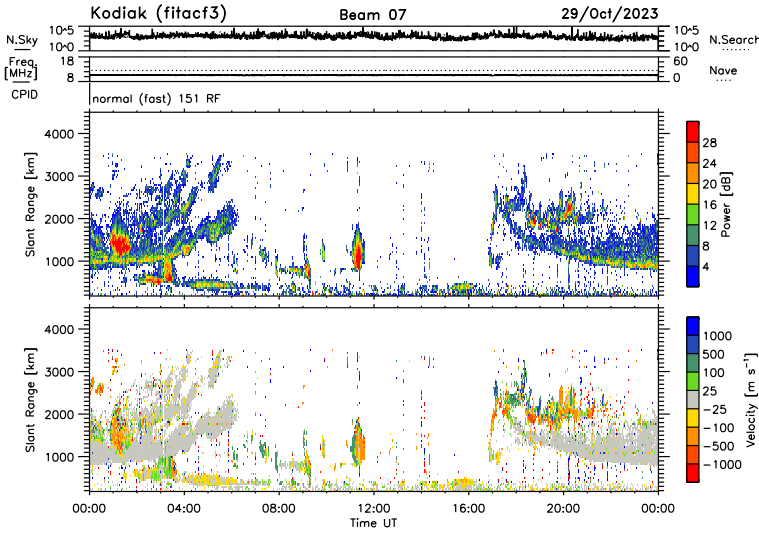 Kodiak (fitacf3) Beam 07 29/Oct/2023
N.Sky 10^5 10^0 10^5 10^0 N.Search
Freq. [MHz] 18 8 60 0 Nave
CPID normal (fast) 151 RF
Slant Range [km] 4000 3000 2000 1000
Power [dB] 28 24 20 16 12 8 4
Slant Range [km] 4000 3000 2000 1000
Velocity [m s^-1] 1000 500 100 25 -25 -100 -500 -1000
00:00 04:00 08:00 12:00 16:00 20:00 00:00
Time UT